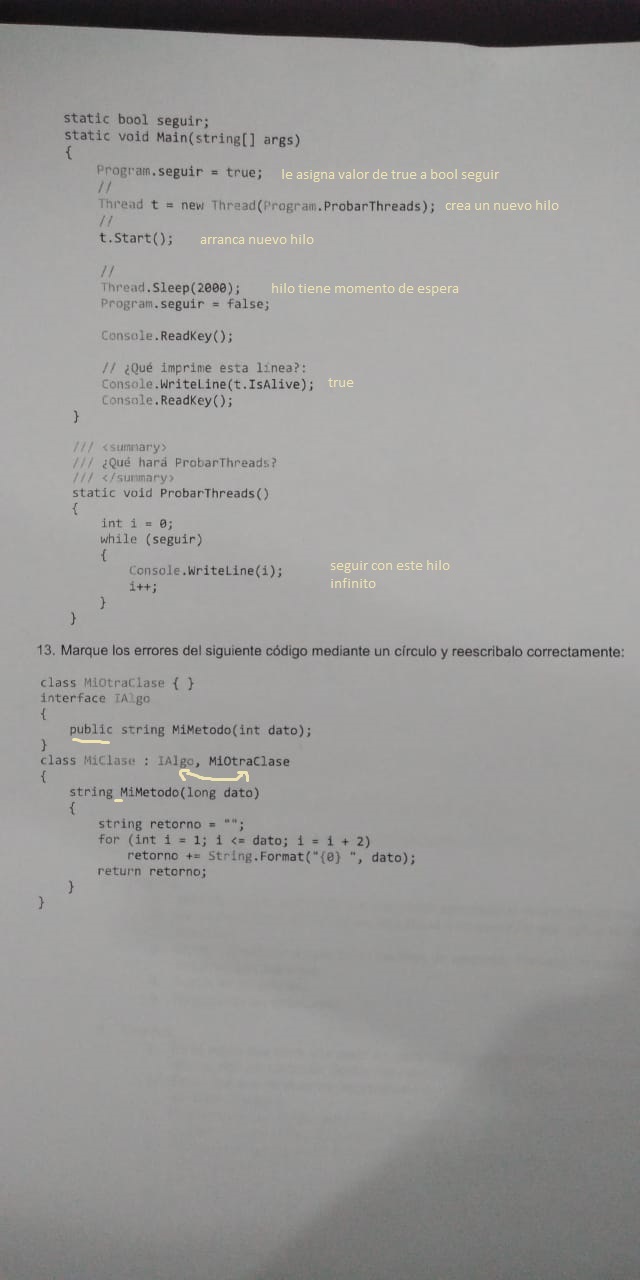 static bool seguir;
static void Main(string[] args)
{
Program.seguir = true; le asigna valor de true a bool seguir
//
Thread t = new Thread(Program.ProbarThreads); crea un nuevo hilo
//
t.Start(); arranca nuevo hilo
//
Thread.Sleep(2000); hilo tiene momento de espera
Program.seguir = false;
Console.ReadKey();
// ¿Qué imprime esta línea?:
Console.WriteLine(t.IsAlive); true
Console.ReadKey();
}
/// <summary>
/// ¿Qué hará ProbarThreads?
/// </summary>
static void ProbarThreads()
{
int i = 0;
while (seguir)
{
Console.WriteLine(i); seguir con este hilo
i++; infinito
}
}
13. Marque los errores del siguiente código mediante un círculo y reescribalo correctamente:
class MiOtraClase { }
interface IAlgo
{
public string MiMetodo(int dato);
}
class MiClase : IAlgo, MiOtraClase
{
string MiMetodo(long dato)
{
string retorno = "";
for (int i = 1; i <= dato; i = i + 2)
retorno += String.Format("{0} ", dato);
return retorno;
}
}